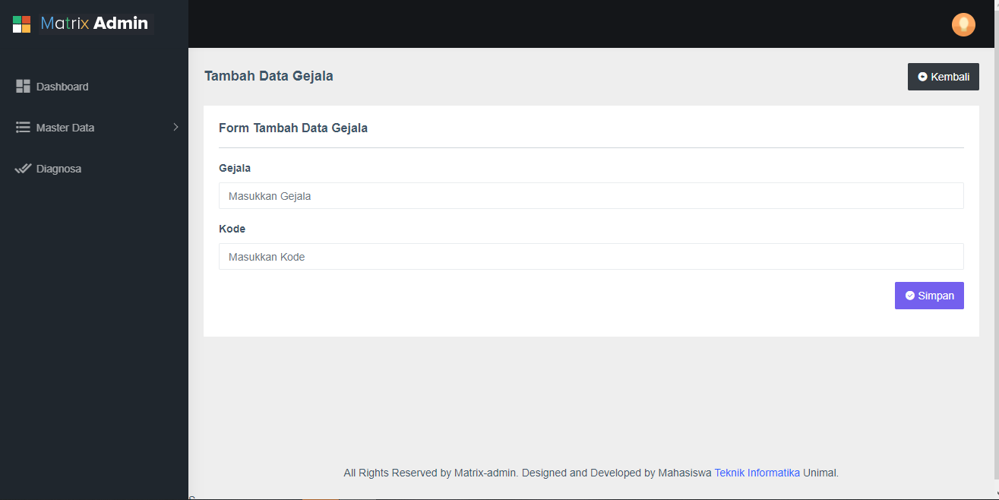 Matrix Admin
Dashboard
Master Data
Diagnosa
Tambah Data Gejala
Kembali
Form Tambah Data Gejala
Gejala
Masukkan Gejala
Kode
Masukkan Kode
Simpan
All Rights Reserved by Matrix-admin. Designed and Developed by Mahasiswa Teknik Informatika Unimal.